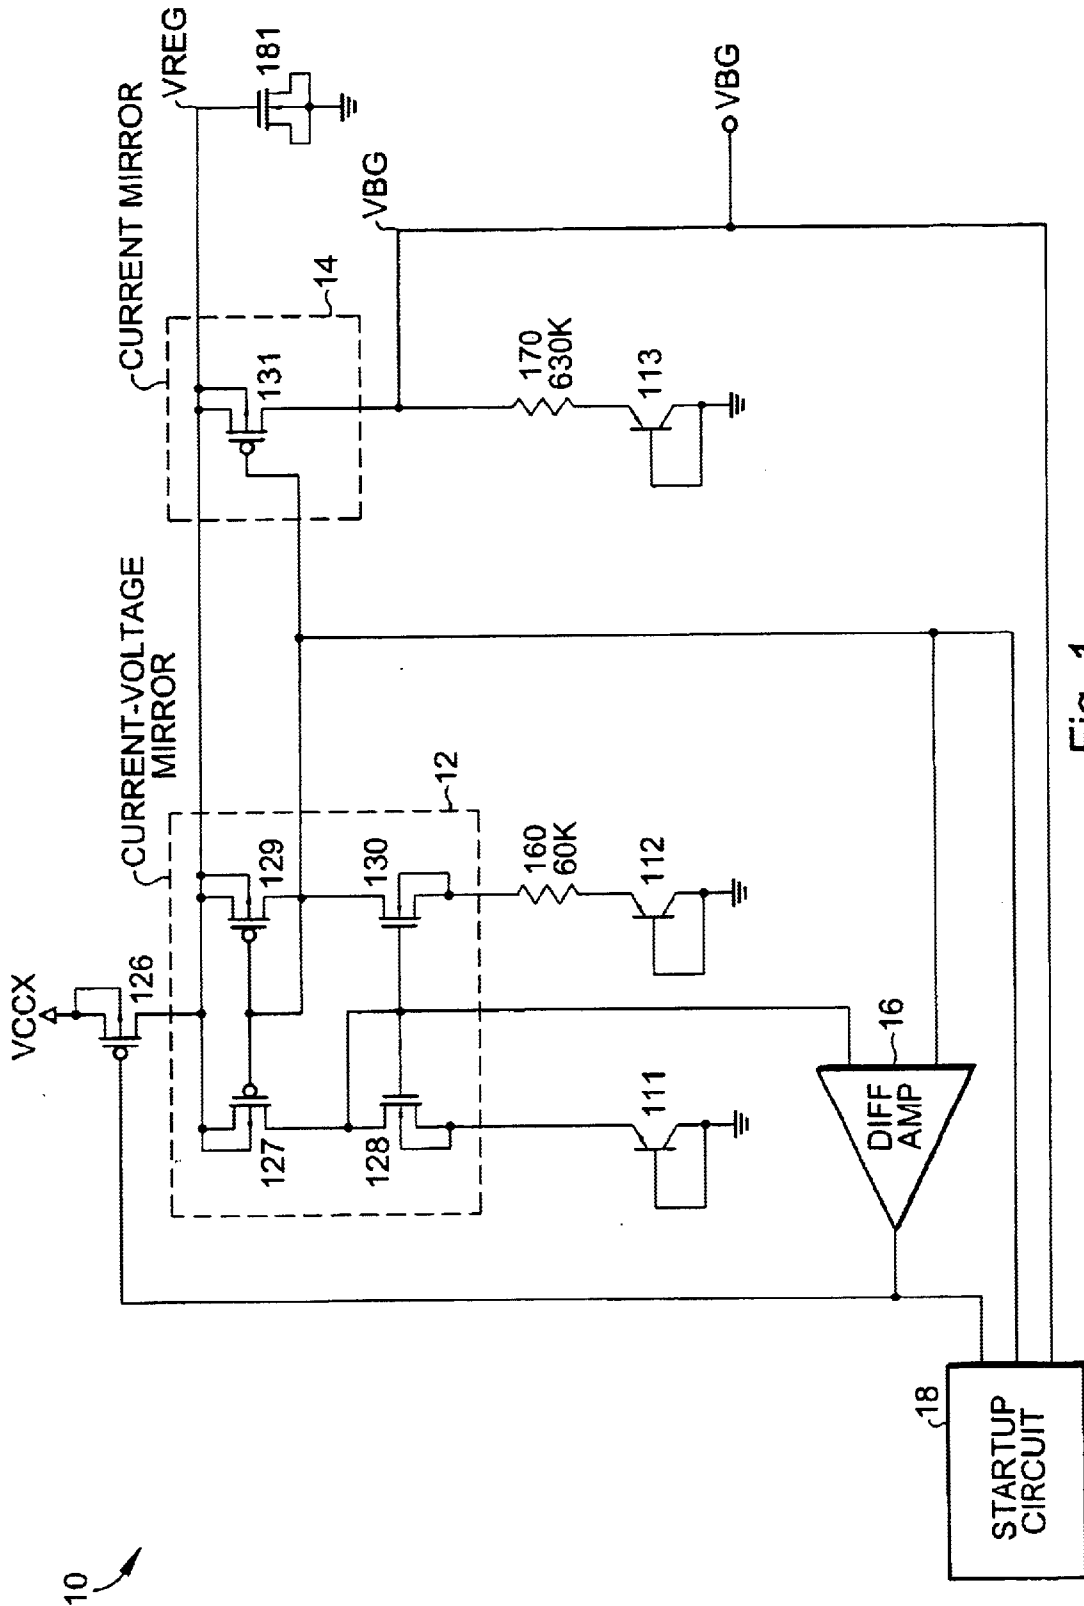 10
VCCX
126
CURRENT-VOLTAGE
MIRROR
CURRENT MIRROR
VREG
181
127
129
12
128
130
131
14
VBG
VBG
160
60K
170
630K
111
112
113
16
DIFF
AMP
18
STARTUP
CIRCUIT